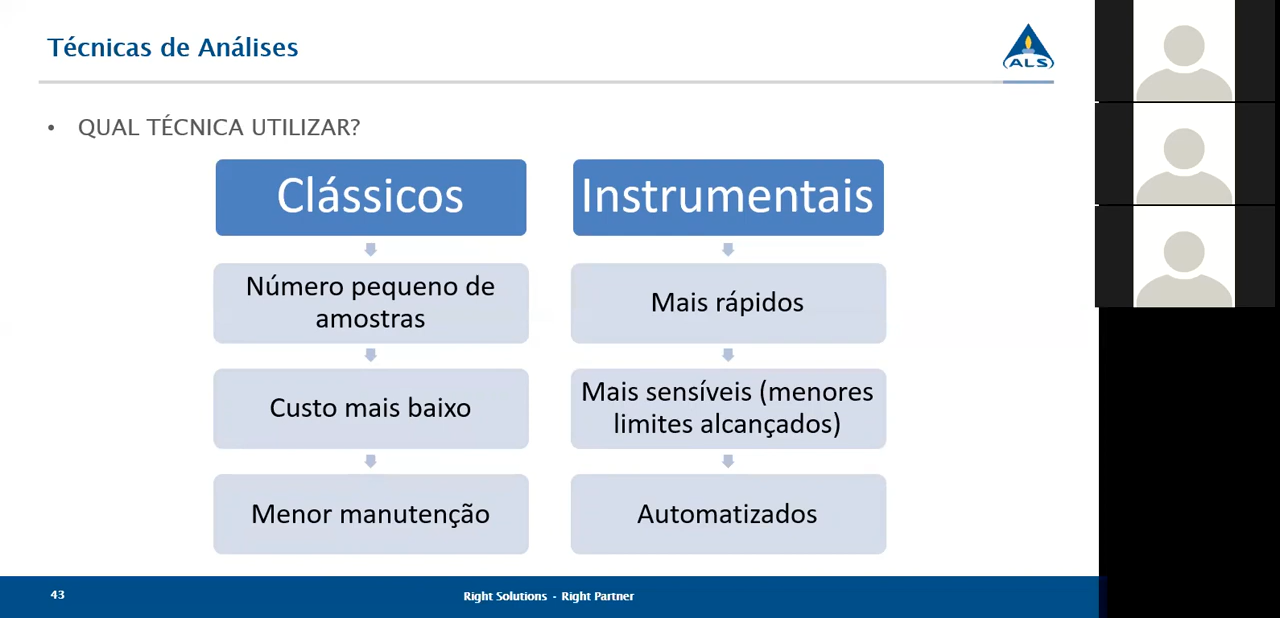 Técnicas de Análises
ALS
• QUAL TÉCNICA UTILIZAR?
Clássicos
Número pequeno de
amostras
Custo mais baixo
Menor manutenção
Instrumentais
Mais rápidos
Mais sensíveis (menores
limites alcançados)
Automatizados
43
Right Solutions - Right Partner